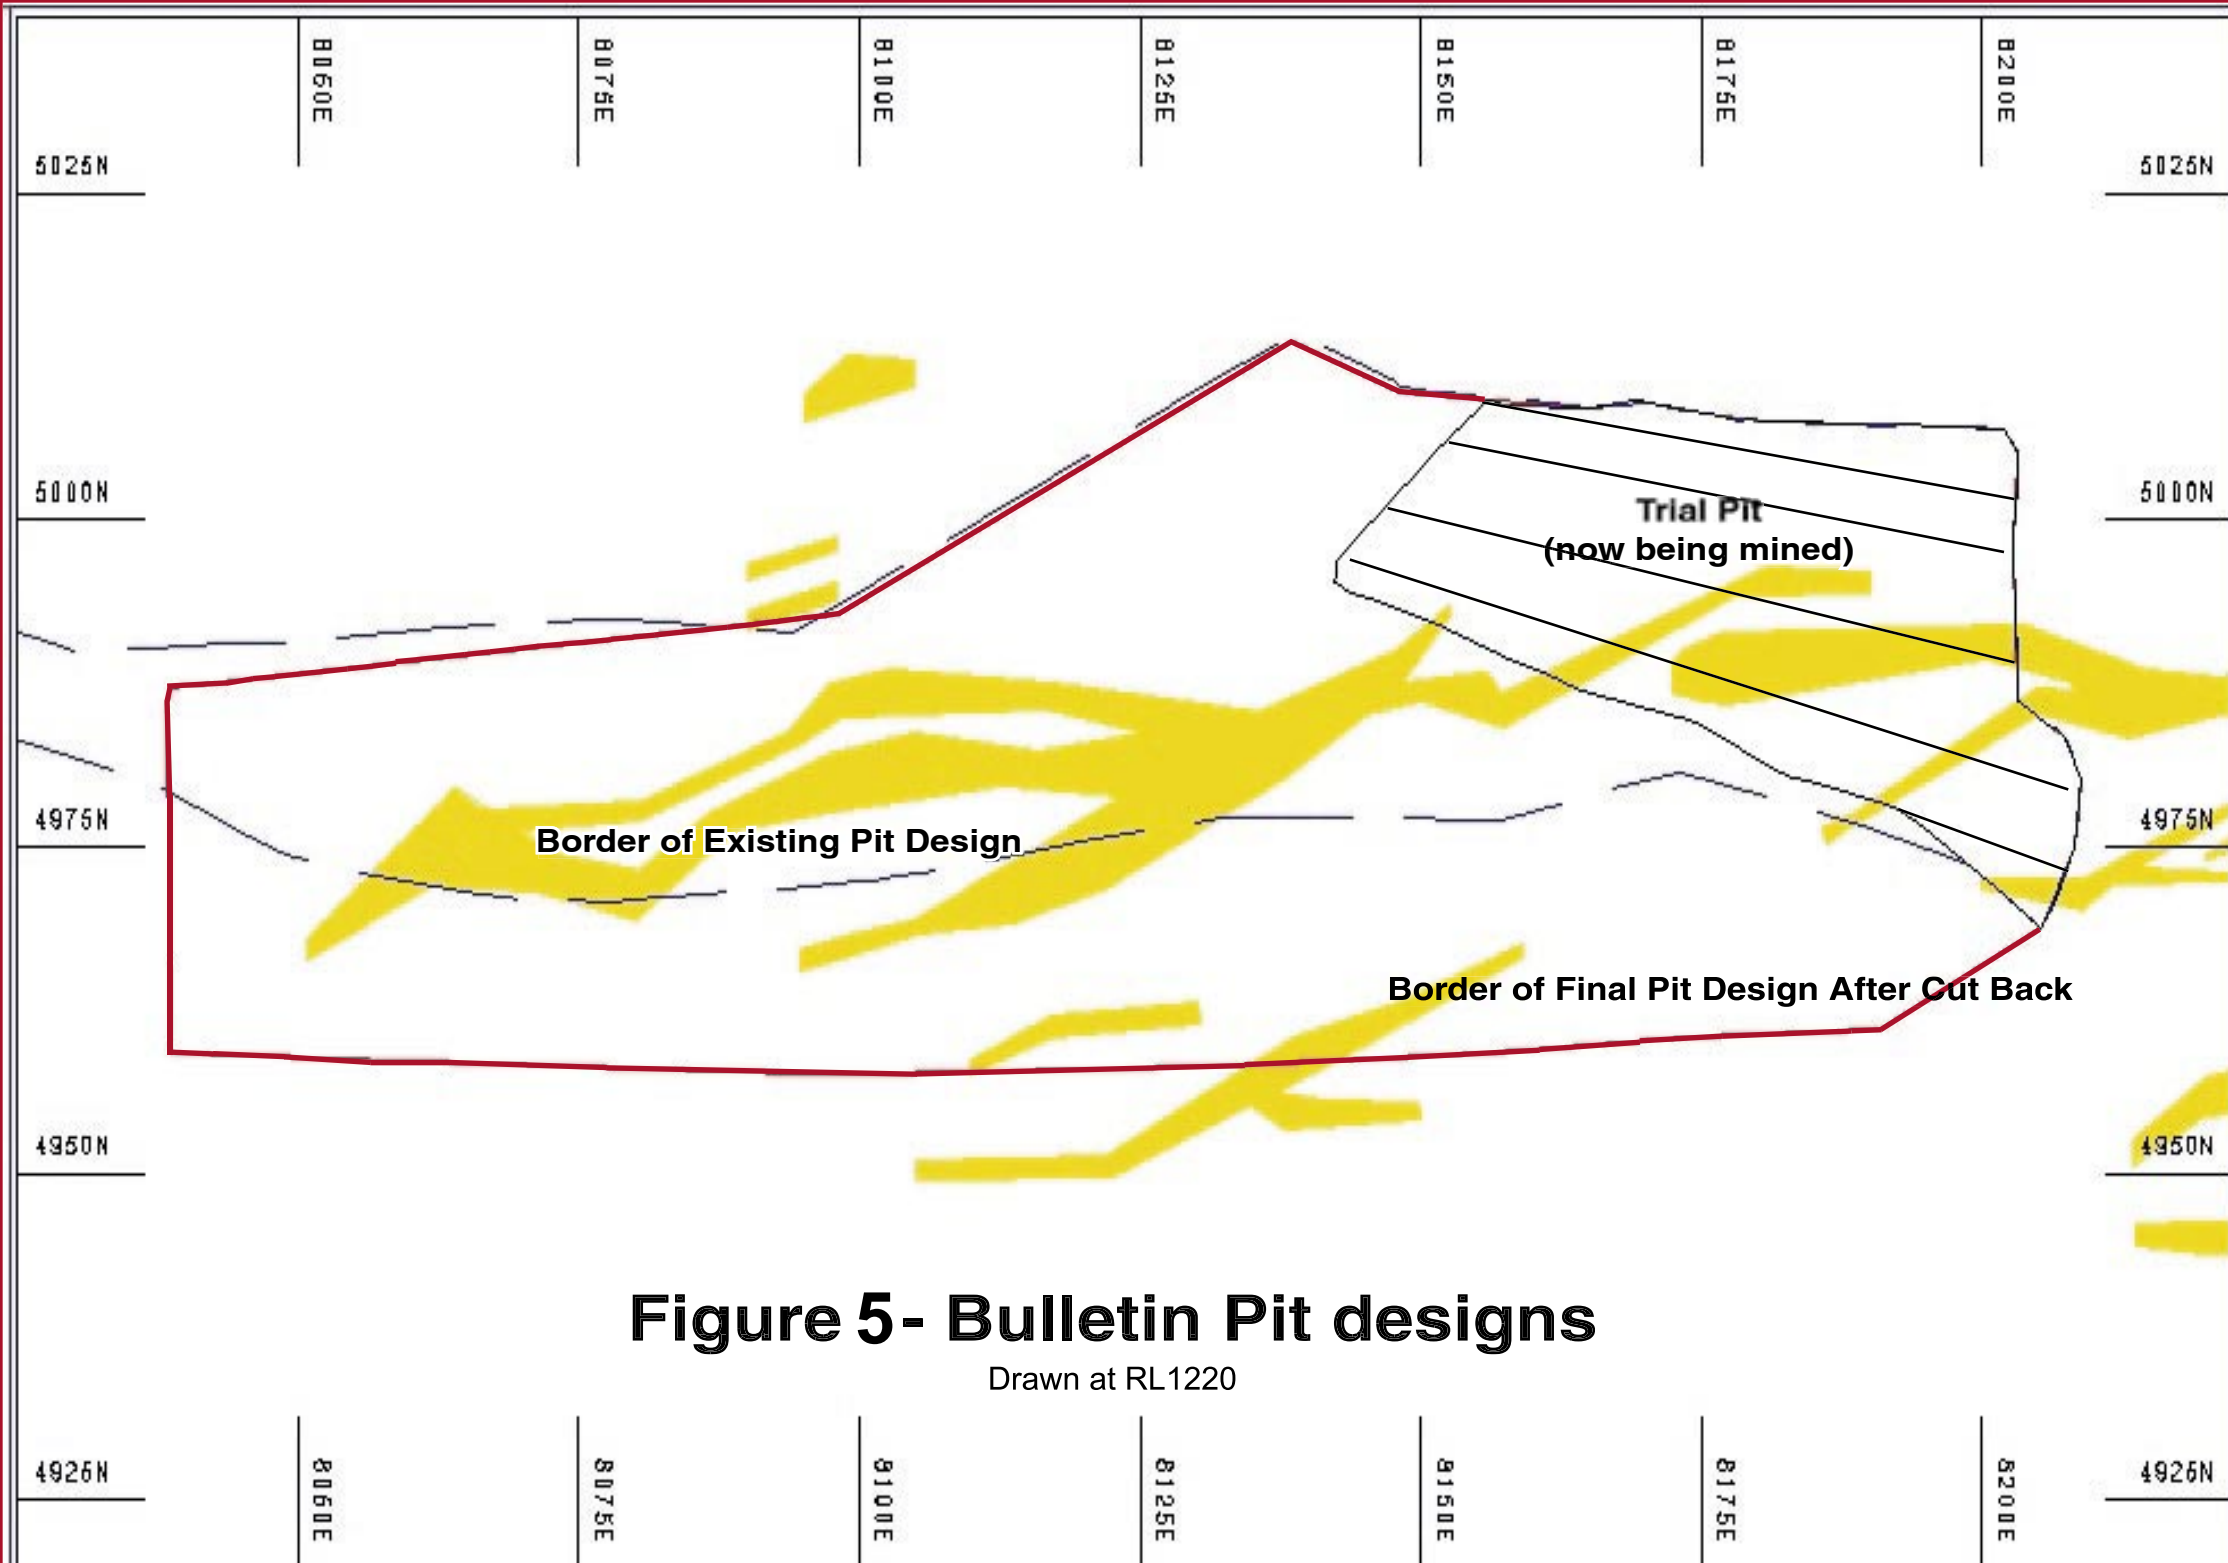 8050E 8075E 8100E 8125E 8150E 8175E 8200E
5025N 5025N
5000N 5000N
Trial Pit
(now being mined)
4975N 4975N
Border of Existing Pit Design
Border of Final Pit Design After Cut Back
4950N 4950N
Figure 5- Bulletin Pit designs
Drawn at RL1220
4925N 4925N
8050E 8075E 8100E 8125E 8150E 8175E 8200E